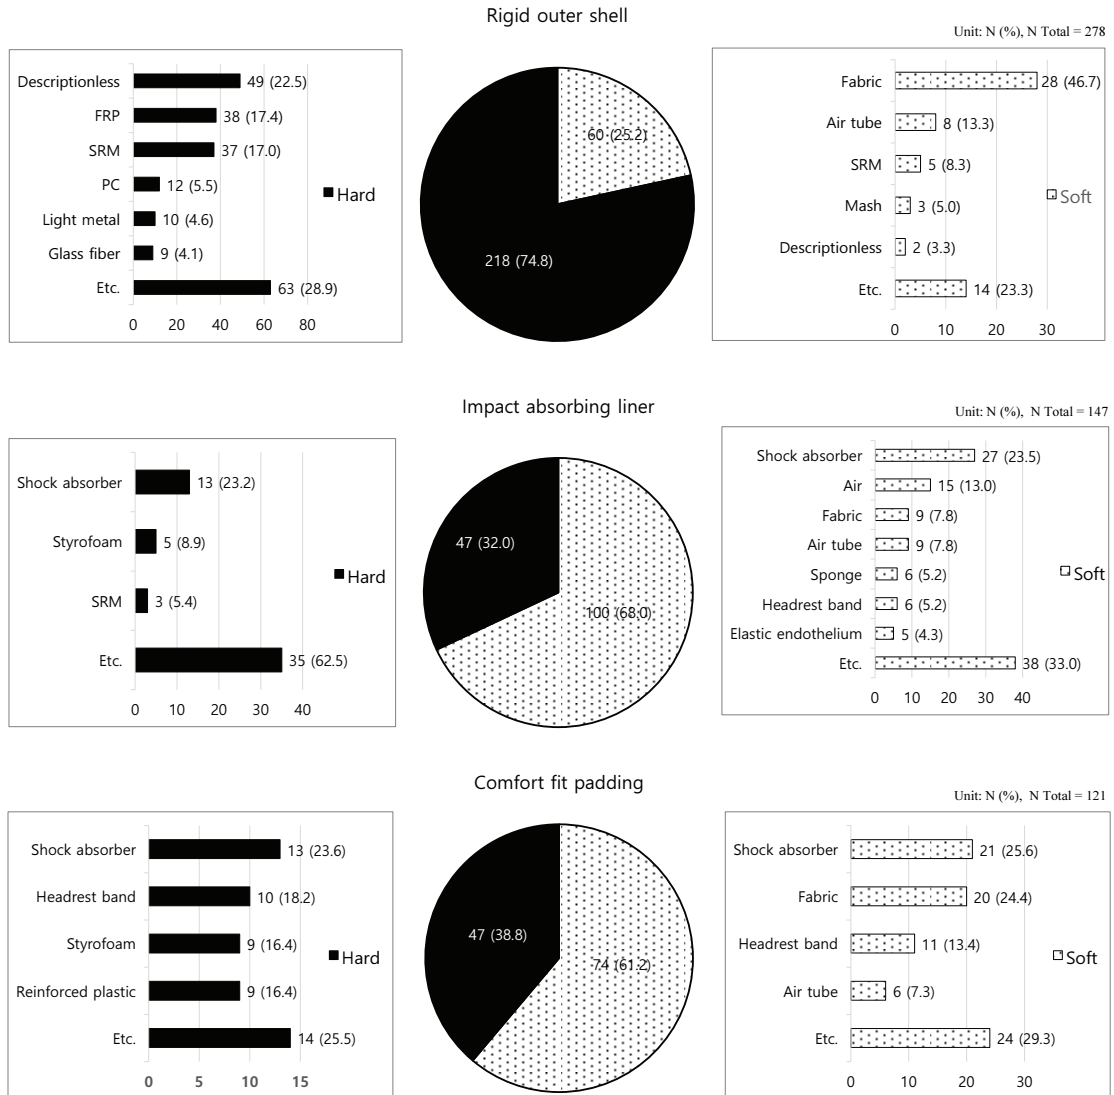 Rigid outer shell
Unit: N (%), N Total = 278
Descriptionless 49 (22.5)
FRP 38 (17.4)
SRM 37 (17.0)
PC 12 (5.5)
Light metal 10 (4.6)
Glass fiber 9 (4.1)
Etc. 63 (28.9)
0 20 40 60 80
Hard
60 (25.2)
218 (74.8)
Fabric 28 (46.7)
Air tube 8 (13.3)
SRM 5 (8.3)
Mash 3 (5.0)
Descriptionless 2 (3.3)
Etc. 14 (23.3)
0 10 20 30
Soft
Impact absorbing liner
Unit: N (%), N Total = 147
Shock absorber 13 (23.2)
Styrofoam 5 (8.9)
SRM 3 (5.4)
Etc. 35 (62.5)
0 10 20 30 40
Hard
47 (32.0)
100 (68.0)
Shock absorber 27 (23.5)
Air 15 (13.0)
Fabric 9 (7.8)
Air tube 9 (7.8)
Sponge 6 (5.2)
Headrest band 6 (5.2)
Elastic endothelium 5 (4.3)
Etc. 38 (33.0)
0 10 20 30 40
Soft
Comfort fit padding
Unit: N (%), N Total = 121
Shock absorber 13 (23.6)
Headrest band 10 (18.2)
Styrofoam 9 (16.4)
Reinforced plastic 9 (16.4)
Etc. 14 (25.5)
0 5 10 15
Hard
47 (38.8)
74 (61.2)
Shock absorber 21 (25.6)
Fabric 20 (24.4)
Headrest band 11 (13.4)
Air tube 6 (7.3)
Etc. 24 (29.3)
0 10 20 30
Soft